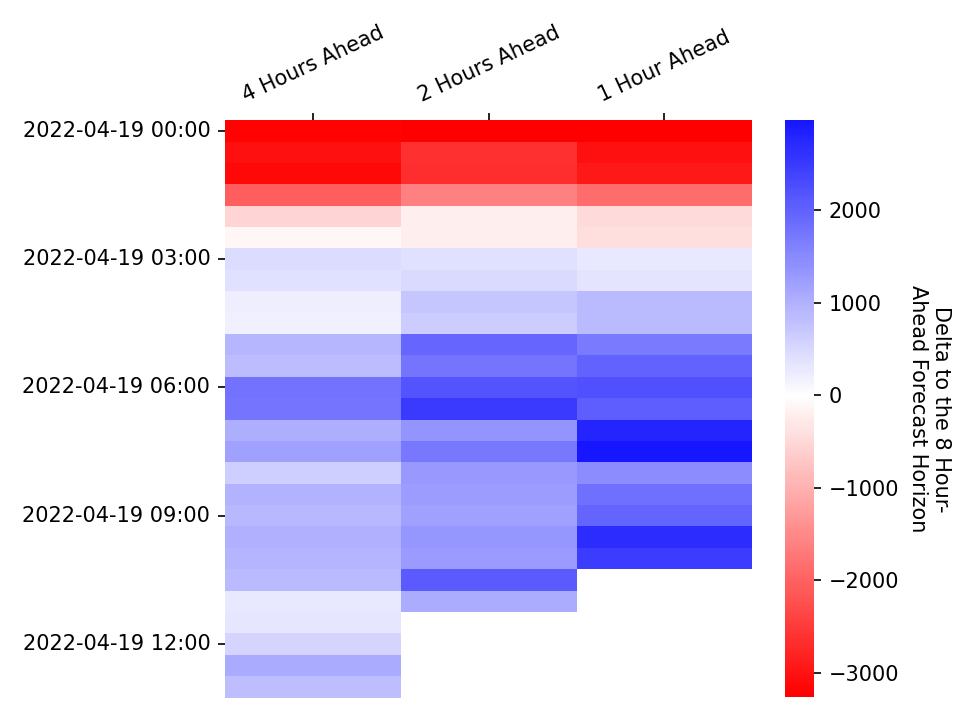 4 Hours Ahead
2 Hours Ahead
1 Hour Ahead
2022-04-19 00:00
2022-04-19 03:00
2022-04-19 06:00
2022-04-19 09:00
2022-04-19 12:00
2000
1000
0
−1000
−2000
−3000
Delta to the 8 Hour-
Ahead Forecast Horizon